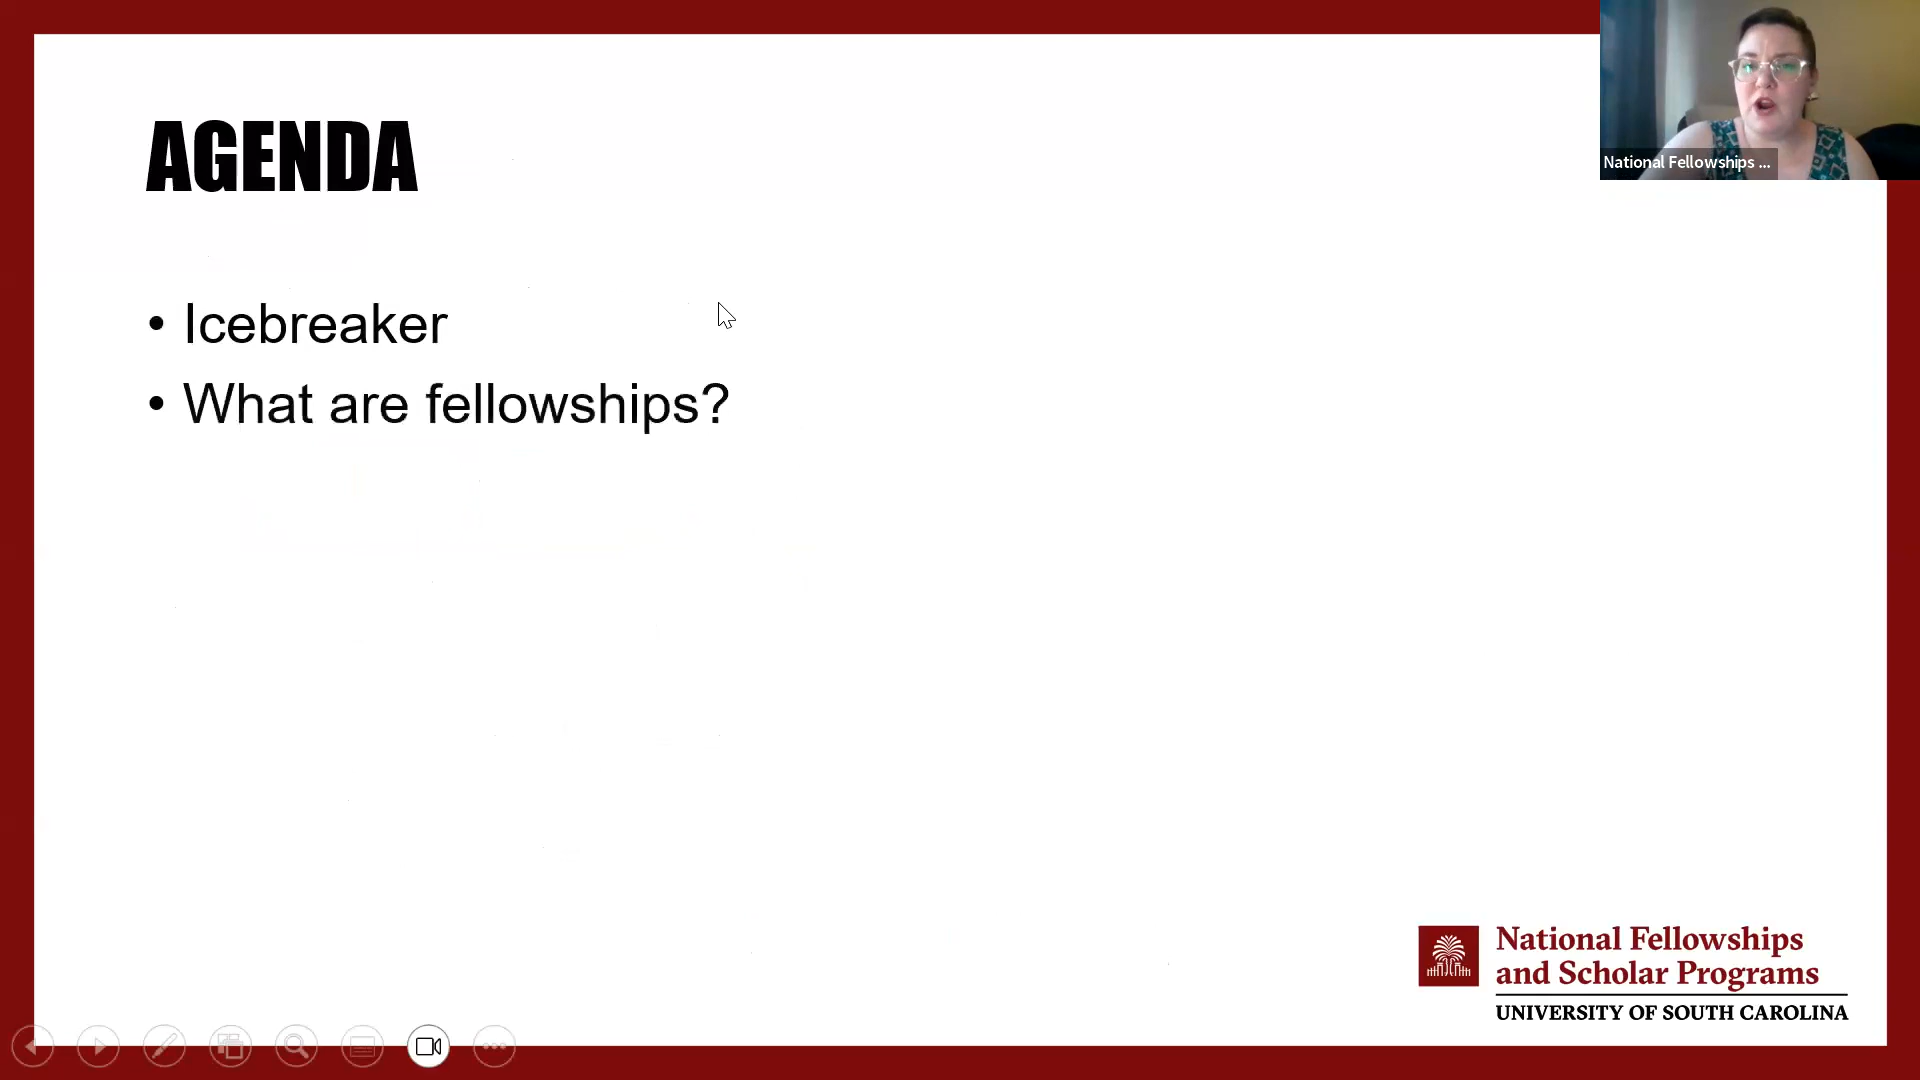 AGENDA
• Icebreaker
• What are fellowships?
National Fellowships ...
National Fellowships
and Scholar Programs
UNIVERSITY OF SOUTH CAROLINA